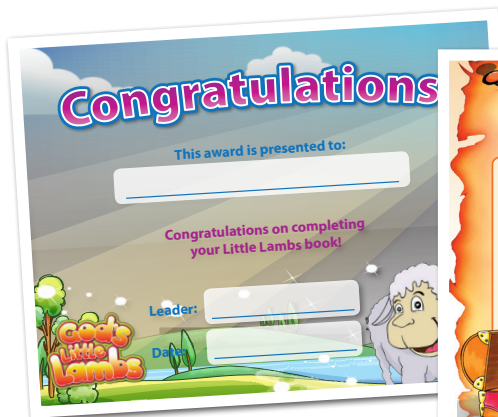 Congratulations
This award is presented to:
Congratulations on completing
your Little Lambs book!
Leader:
Date:
God's
Little
Lambs